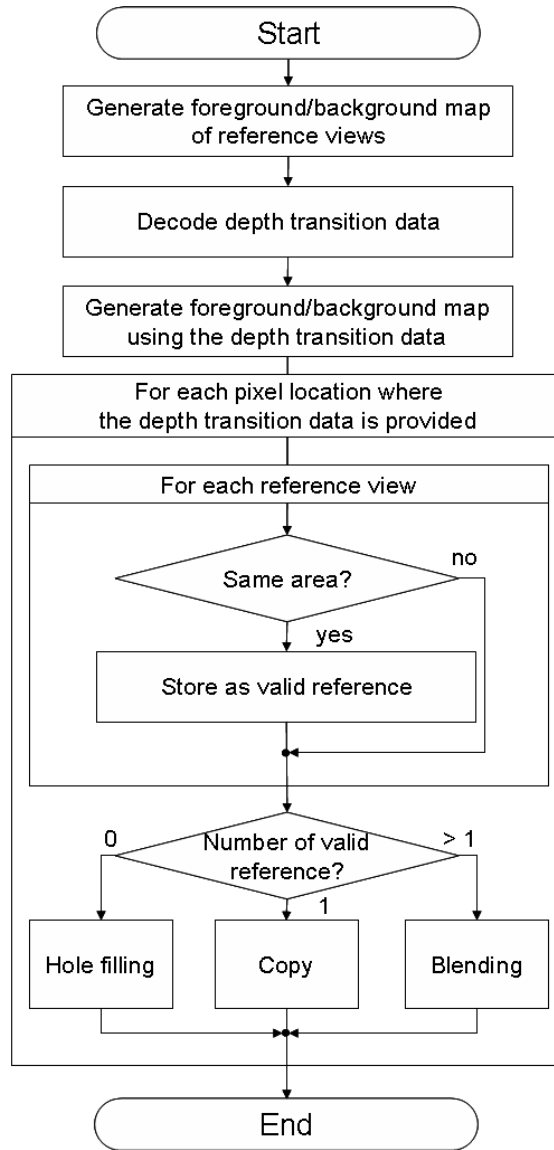 Start
Generate foreground/background map
of reference views
Decode depth transition data
Generate foreground/background map
using the depth transition data
For each pixel location where
the depth transition data is provided
For each reference view
Same area?
no
yes
Store as valid reference
0
Number of valid
reference?
> 1
1
Hole filling
Copy
Blending
End